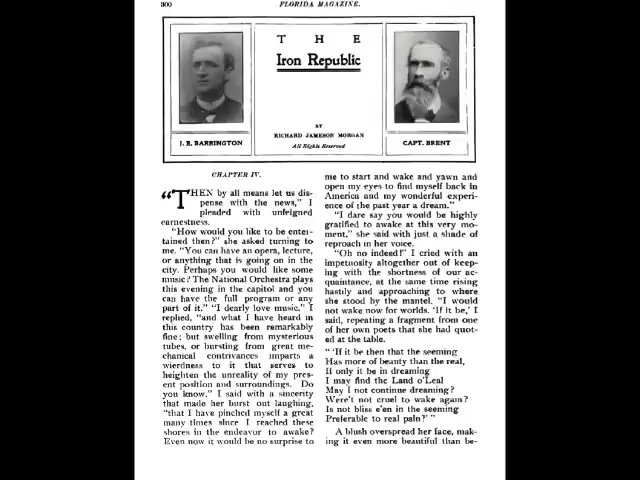 300
FLORIDA MAGAZINE.
THE
Iron Republic
BY
RICHARD JAMESON MORGAN
All Rights Reserved
J. E. BARRINGTON
CAPT. BRENT
CHAPTER IV.
“THEN by all means let us dis-
pense with the news,” I
pleaded with unfeigned
earnestness.
“How would you like to be enter-
tained then?” she asked turning to
me. “You can have an opera, lecture,
or anything that is going on in the
city. Perhaps you would like some
music? The National Orchestra plays
this evening in the capitol and you
can have the full program or any
part of it.” “I dearly love music,” I
replied, “and what I have heard in
this country has been remarkably
fine; but swelling from mysterious
tubes, or bursting from great me-
chanical contrivances imparts a
wierdness to it that serves to
heighten the unreality of my pres-
ent position and surroundings. Do
you know,” I said with a sincerity
that made her burst out laughing,
“that I have pinched myself a great
many times since I reached these
shores in the endeavor to awake?
Even now it would be no surprise to
me to start and wake and yawn and
open my eyes to find myself back in
America and my wonderful experi-
ence of the past year a dream.”
“I dare say you would be highly
gratified to awake at this very mo-
ment,” she said with just a shade of
reproach in her voice.
“Oh no indeed!” I cried with an
impetuosity altogether out of keep-
ing with the shortness of our ac-
quaintance, at the same time rising
hastily and approaching to where
she stood by the mantel. “I would
not wake now for worlds. ‘If it be,’ I
said, repeating a fragment from one
of her own poets that she had quot-
ed at the table.
“ ‘If it be then that the seeming
Has more of beauty than the real,
If only it be in dreaming
I may find the Land o’Leal
May I not continue dreaming?
Were’t not cruel to wake again?
Is not bliss e’en in the seeming
Preferable to real pain?’ ”
A blush overspread her face, mak-
ing it even more beautiful than be-